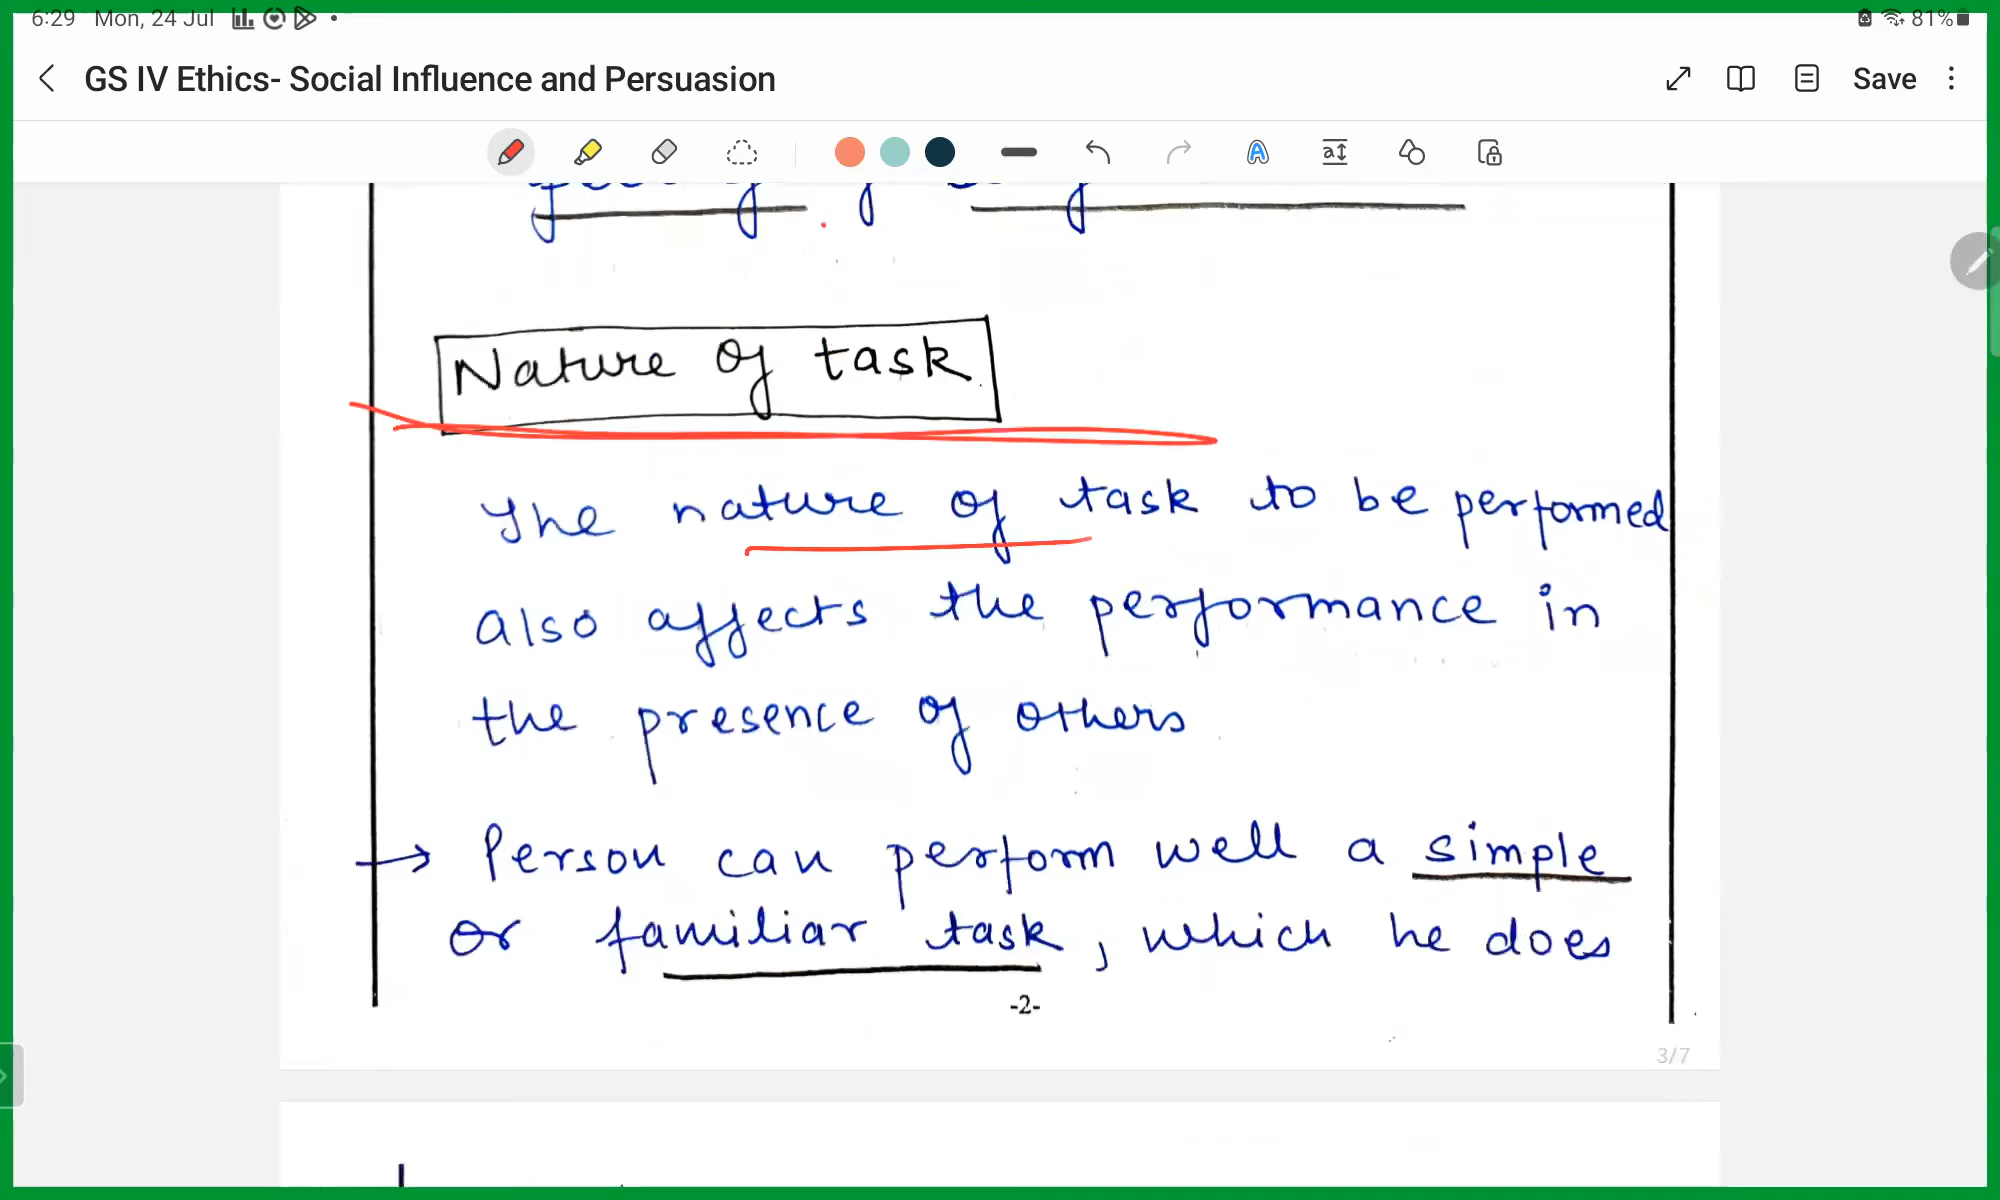 6:29 Mon, 24 Jul 81%
GS IV Ethics- Social Influence and Persuasion Save
Nature of task
The nature of task to be performed
also affects the performance in
the presence of others
→ Person can perform well a simple
or familiar task, which he does
-2-
3/7